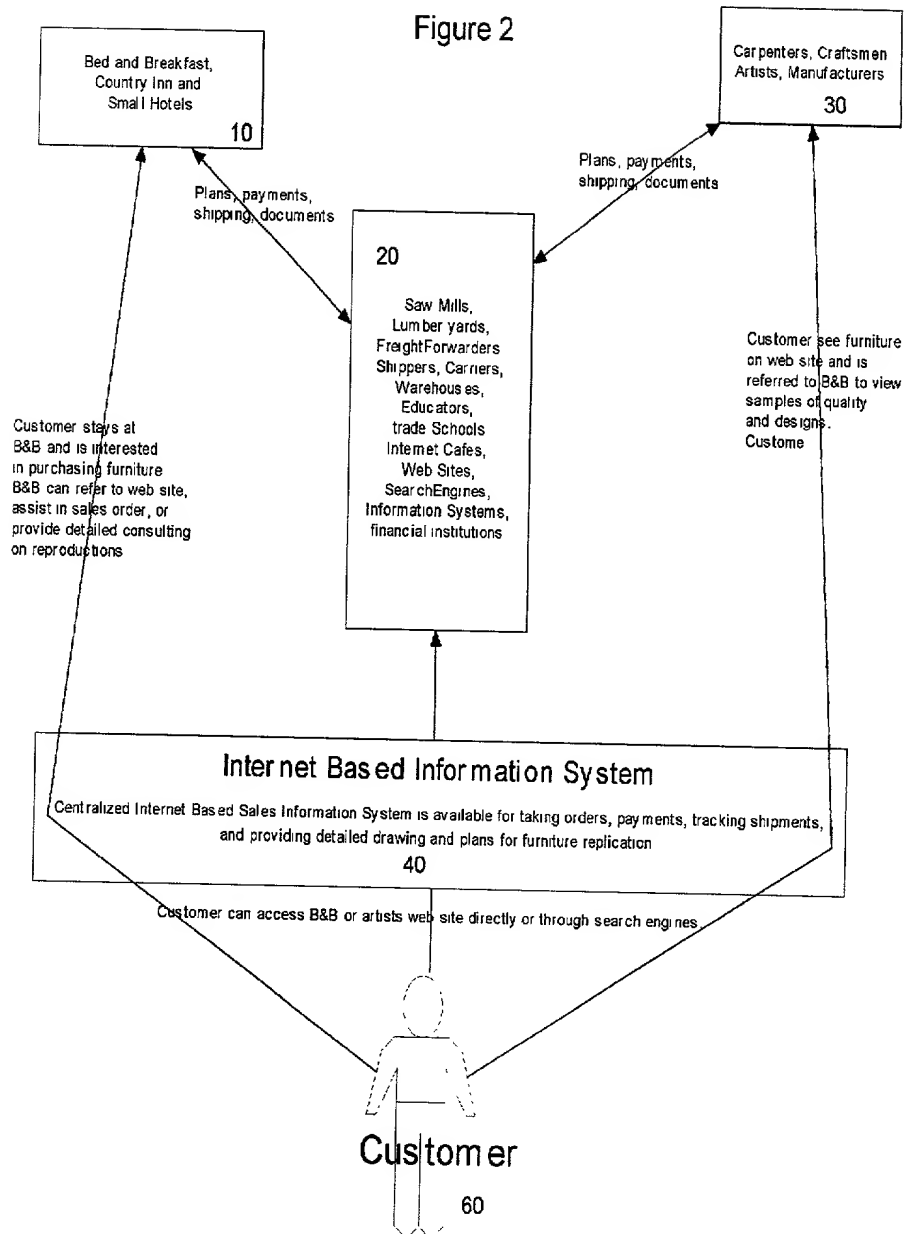 Figure 2
Bed and Breakfast,
Country Inn and
Small Hotels
10
Carpenters, Craftsmen
Artists, Manufacturers
30
Plans, payments,
shipping, documents
Plans, payments,
shipping, documents
20
Saw Mills,
Lumber yards,
FreightForwarders
Shippers, Carriers,
Warehouses,
Educators,
trade Schools
Internet Cafes,
Web Sites,
SearchEngines,
Information Systems,
financial institutions
Customer see furniture
on web site and is
referred to B&B to view
samples of quality
and designs.
Custome
Customer stays at
B&B and is interested
in purchasing furniture
B&B can refer to web site,
assist in sales order, or
provide detailed consulting
on reproductions
Internet Based Information System
Centralized Internet Based Sales Information System is available for taking orders, payments, tracking shipments,
and providing detailed drawing and plans for furniture replication
40
Customer can access B&B or artists web site directly or through search engines.
Customer
60